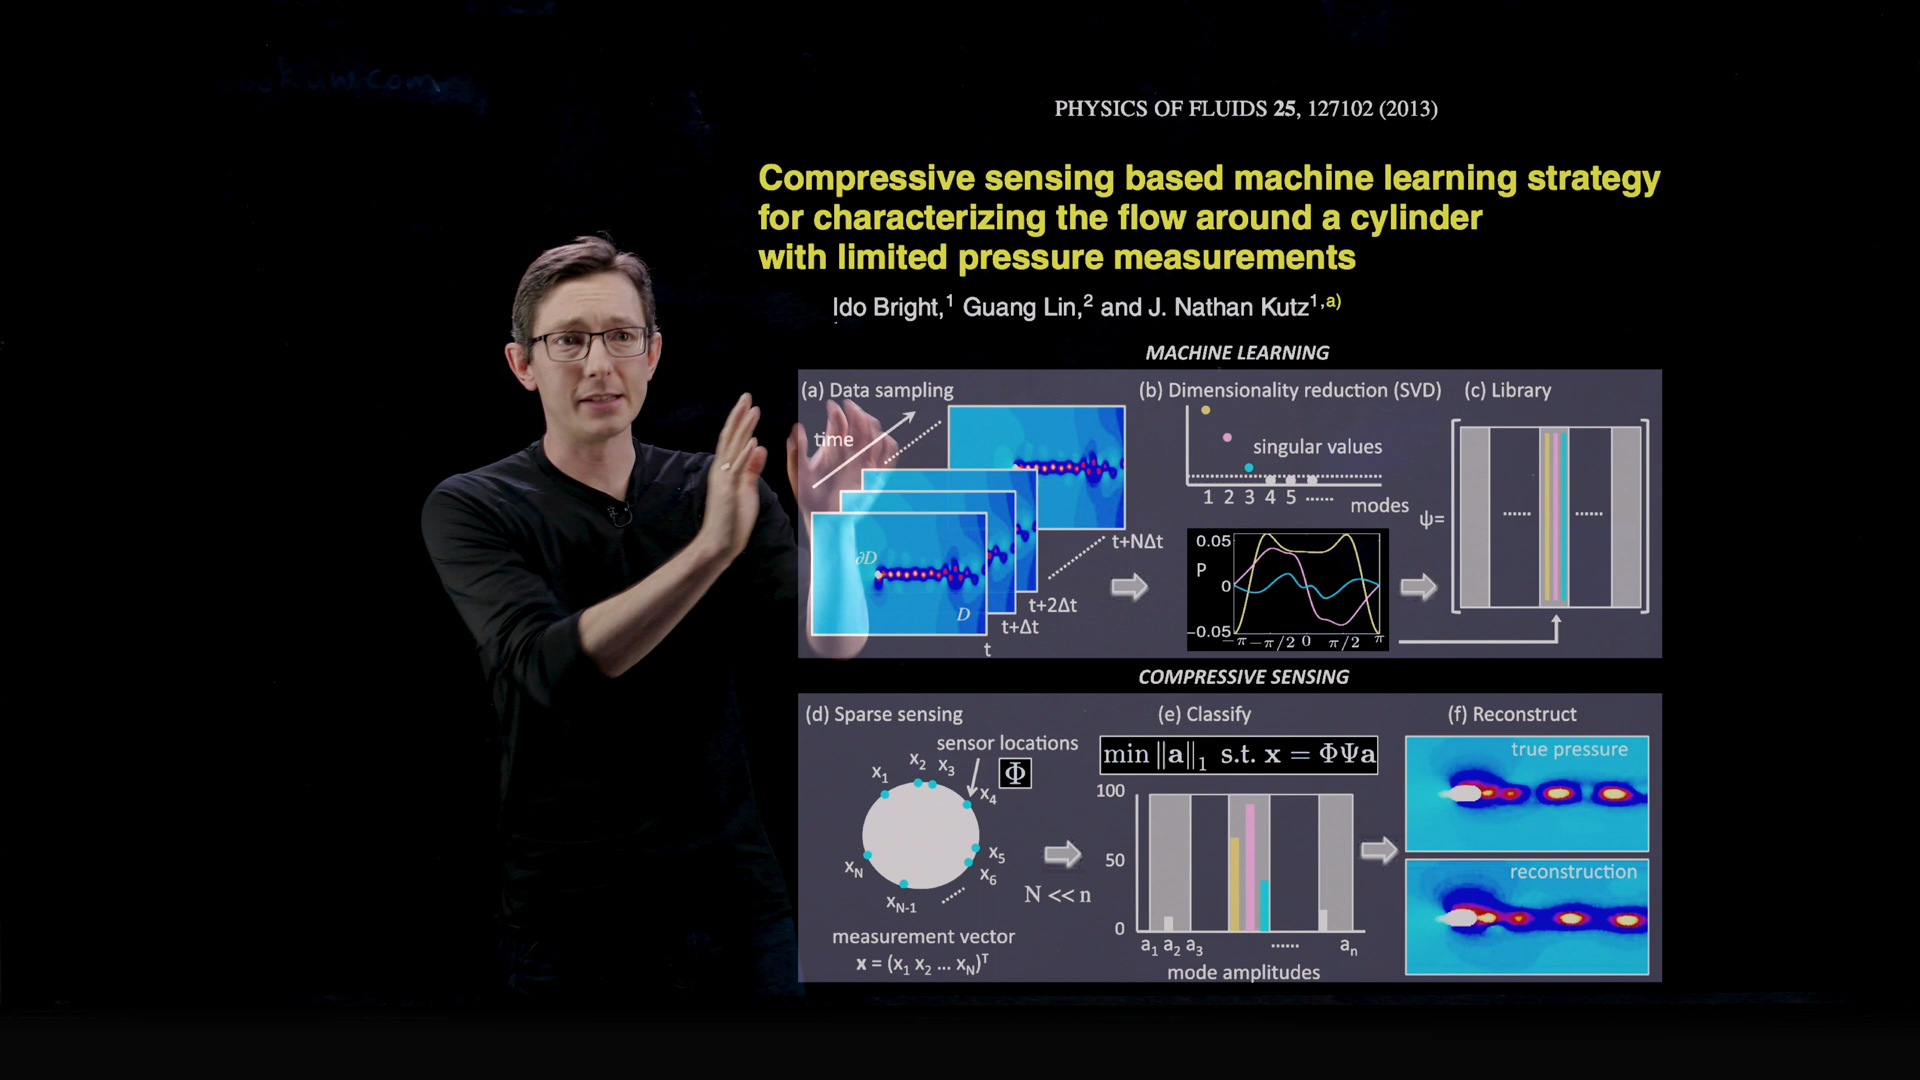 PHYSICS OF FLUIDS 25, 127102 (2013)
Compressive sensing based machine learning strategy
for characterizing the flow around a cylinder
with limited pressure measurements
Ido Bright,¹ Guang Lin,² and J. Nathan Kutz¹,ᵃ⁾
MACHINE LEARNING
(a) Data sampling
time
∂D
D
t
t+Δt
t+2Δt
t+NΔt
(b) Dimensionality reduction (SVD)
singular values
1 2 3 4 5 ......
modes
0.05
P
0
−0.05
−π −π/2 0 π/2 π
(c) Library
ψ=
...... ......
COMPRESSIVE SENSING
(d) Sparse sensing
sensor locations
Φ
x₁ x₂ x₃ x₄
x₅
x₆
x_N
x_N-1
measurement vector
x = (x₁ x₂ ... x_N)ᵀ
N << n
(e) Classify
min ||a||₁ s.t. x = ΦΨa
100
50
0
a₁ a₂ a₃ ...... aₙ
mode amplitudes
(f) Reconstruct
true pressure
reconstruction